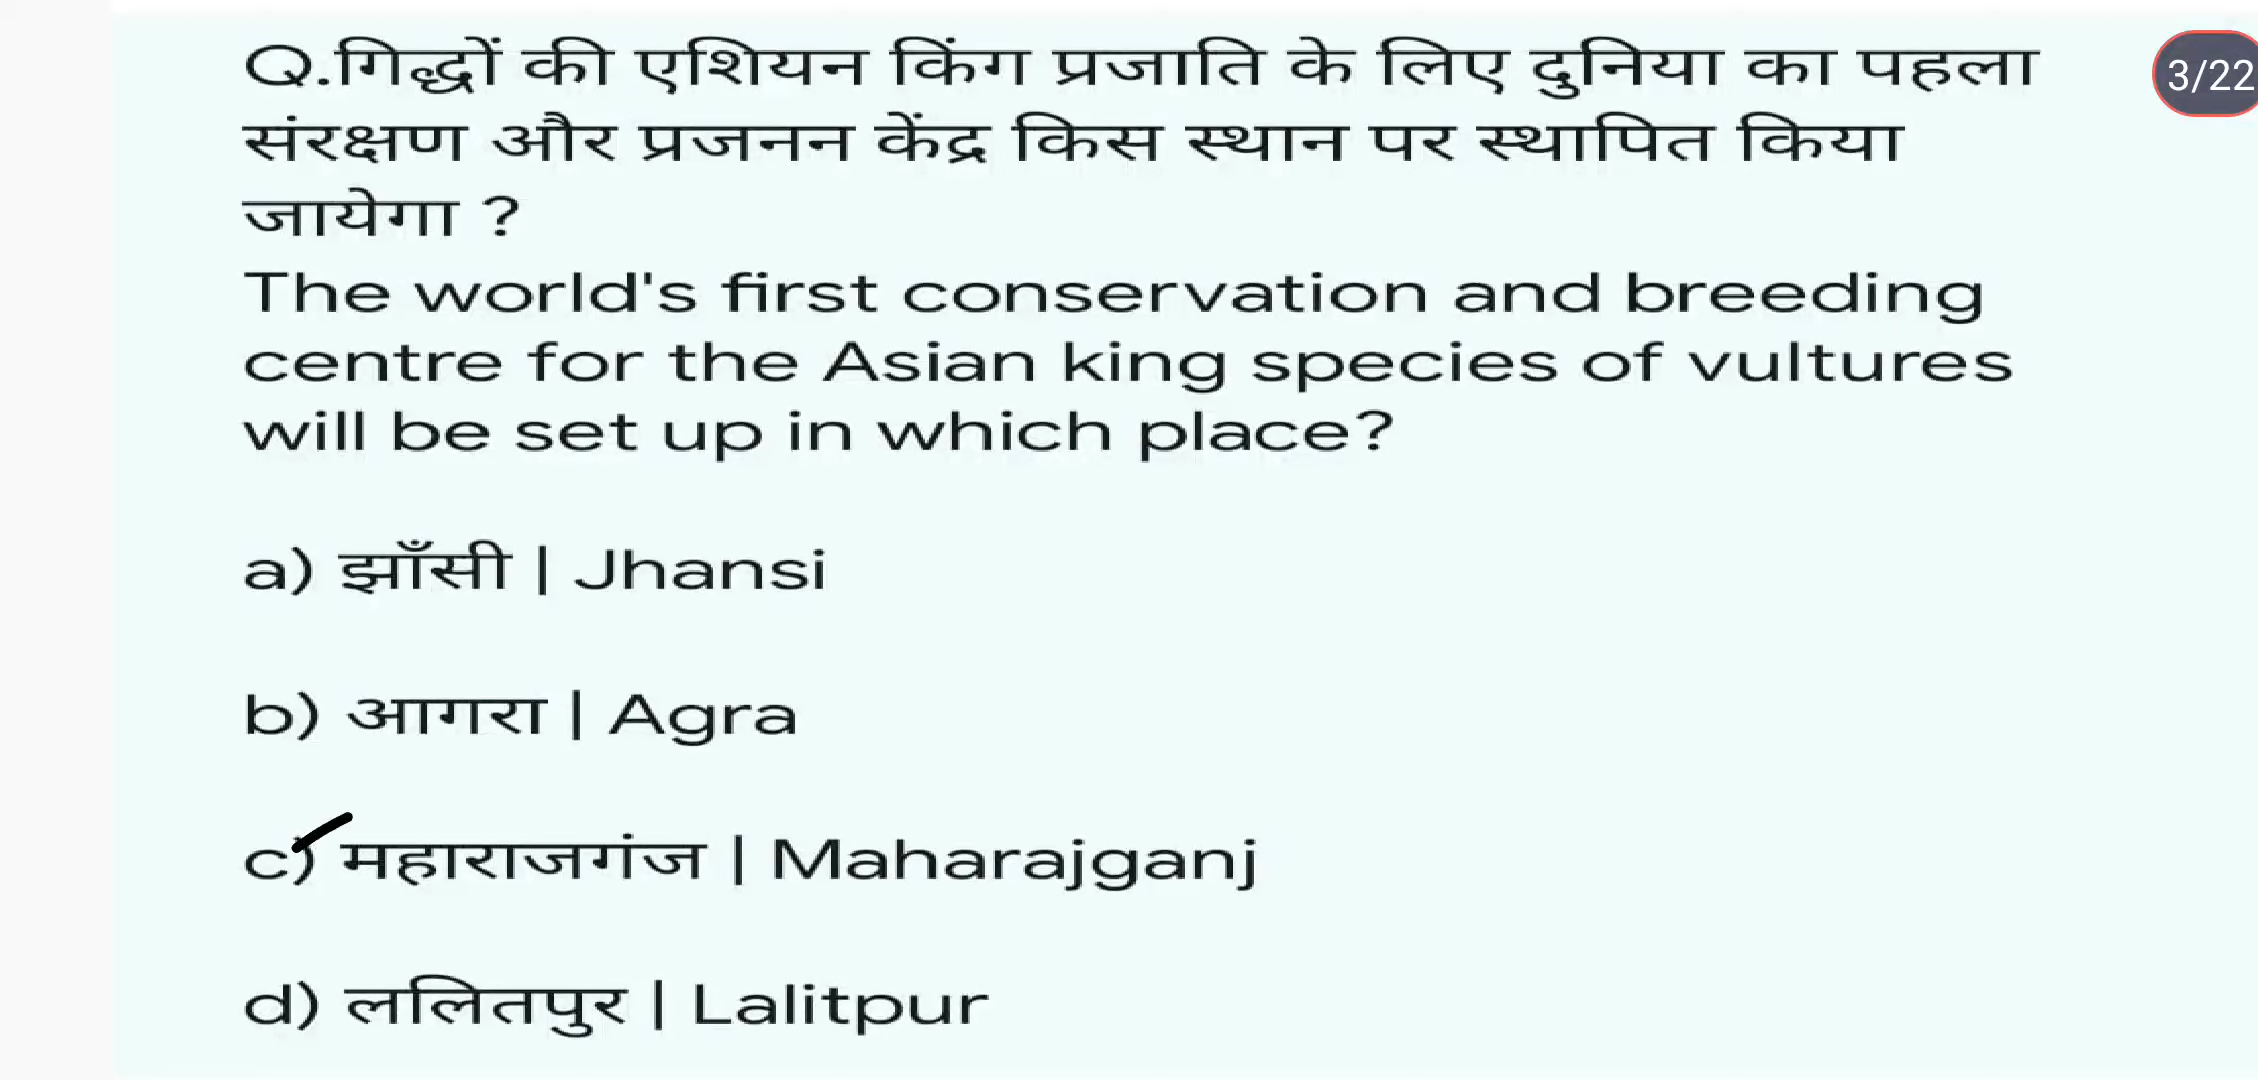 Q.गिद्धों की एशियन किंग प्रजाति के लिए दुनिया का पहला
3/22
संरक्षण और प्रजनन केंद्र किस स्थान पर स्थापित किया
जायेगा ?
The world's first conservation and breeding
centre for the Asian king species of vultures
will be set up in which place?
a) झाँसी | Jhansi
b) आगरा | Agra
c) महाराजगंज | Maharajganj
d) ललितपुर | Lalitpur